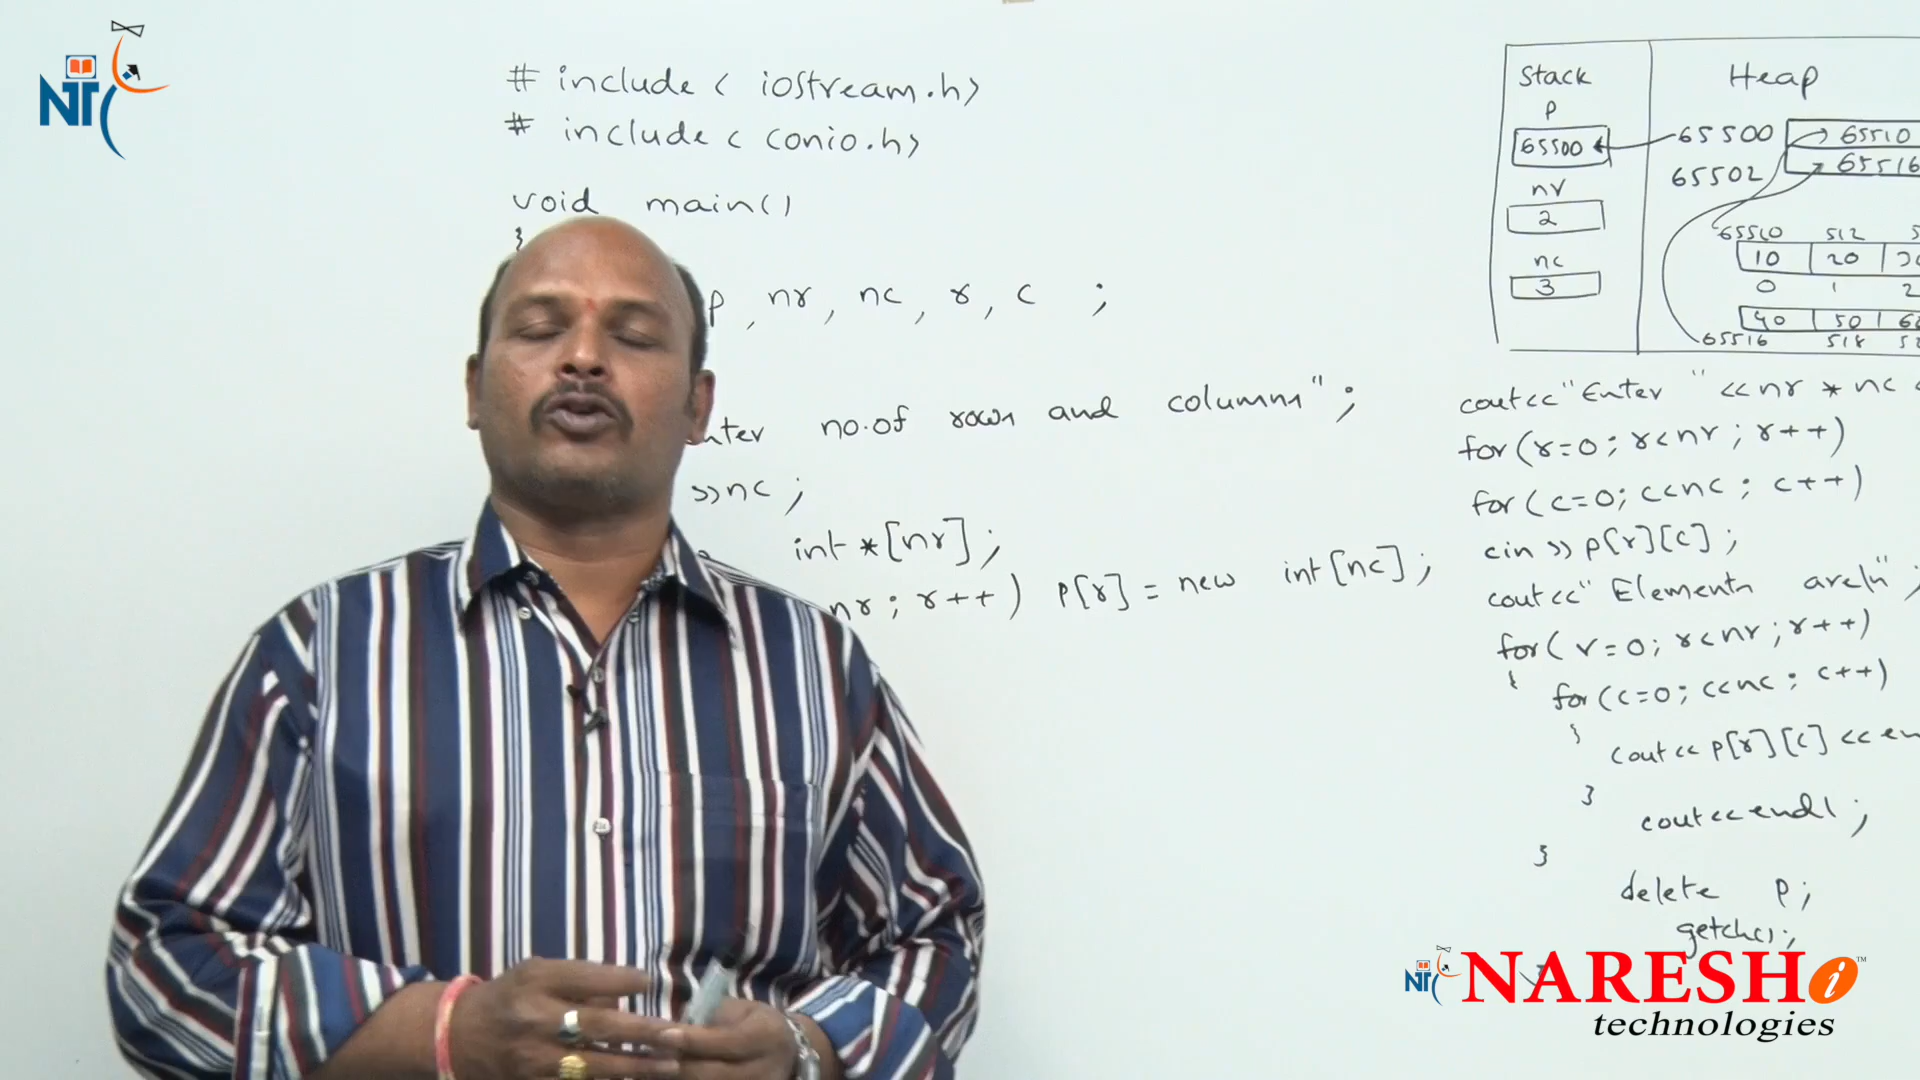 NT
# include < iostream.h>
# include < conio.h>
void main()
{
p , nr, nc, r, c ;
nter no.of rows and columns";
>>nc ;
int *[nr];
nr ; r++ ) p[r] = new int[nc];
Stack Heap
p
65500 65500 65510
65502 65516
nr
2
65510 512
nc
10 20
3
0 1 2
40 50
65516 518
cout<<"Enter " <<nr * nc <
for(r=0; r<nr ; r++)
for( c=0; c<nc ; c++)
cin >> p[r][c] ;
cout<<" Elements are\n" ;
for( r=0; r<nr ; r++)
{ for(c=0; c<nc ; c++)
{
cout<< p[r][c] << en
}
cout<<endl ;
}
delete p;
getch();
}
NT NARESH i ™
technologies